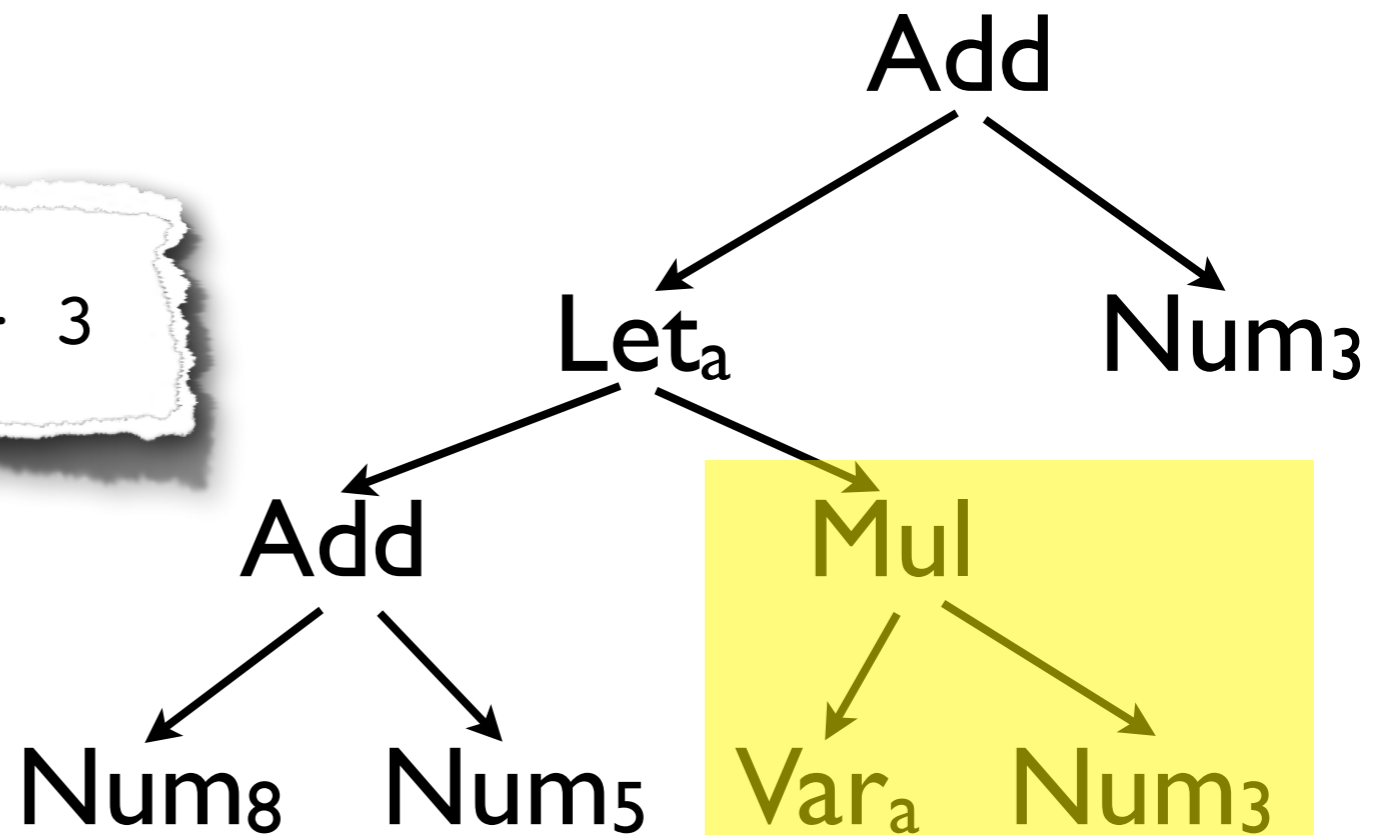 Add
3
Letₐ Num₃
Add Mul
Num₈ Num₅ Varₐ Num₃